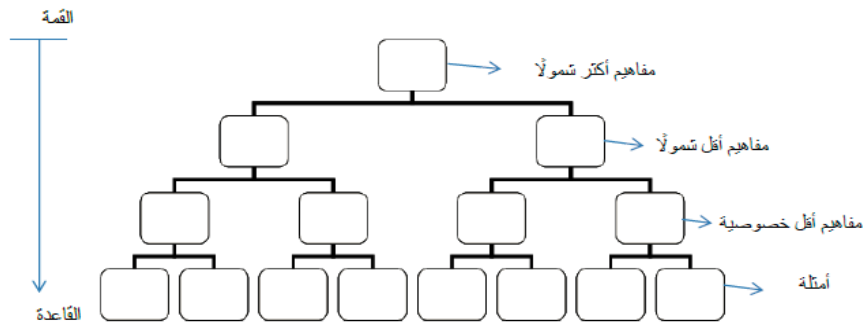 القمة
مفاهيم أكثر شمولًا
مفاهيم أقل شمولًا
مفاهيم أقل خصوصية
أمثلة
القاعدة